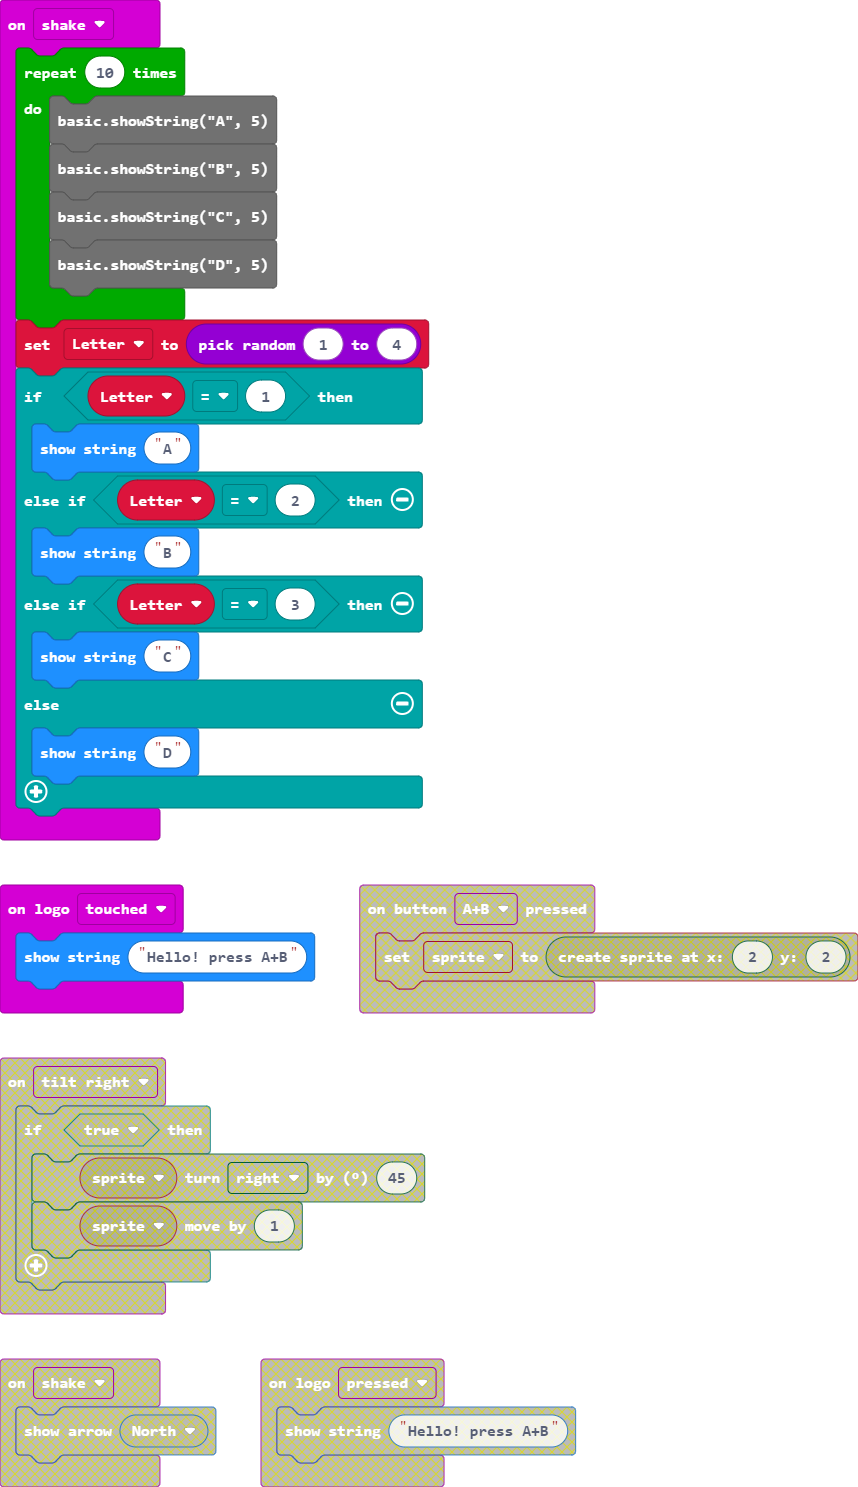 on shake
repeat 10 times
do
basic.showString("A", 5)
basic.showString("B", 5)
basic.showString("C", 5)
basic.showString("D", 5)
set Letter to pick random 1 to 4
if Letter = 1 then
show string "A"
else if Letter = 2 then
show string "B"
else if Letter = 3 then
show string "C"
else
show string "D"
on logo touched
show string "Hello! press A+B"
on button A+B pressed
set sprite to create sprite at x: 2 y: 2
on tilt right
if true then
sprite turn right by (º) 45
sprite move by 1
on shake
show arrow North
on logo pressed
show string "Hello! press A+B"